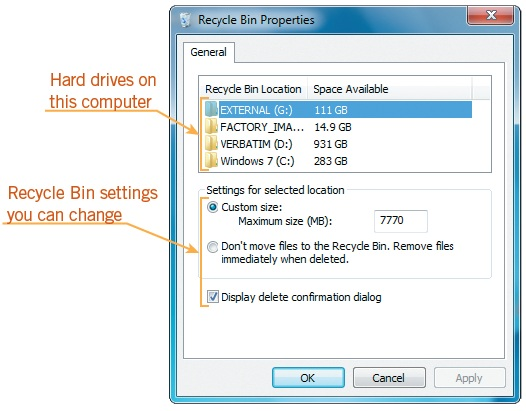 Recycle Bin Properties
General
Hard drives on
this computer
Recycle Bin Location Space Available
EXTERNAL (G:) 111 GB
FACTORY_IMA... 14.9 GB
VERBATIM (D:) 931 GB
Windows 7 (C:) 283 GB
Recycle Bin settings
you can change
Settings for selected location
Custom size:
Maximum size (MB): 7770
Don't move files to the Recycle Bin. Remove files
immediately when deleted.
Display delete confirmation dialog
OK Cancel Apply